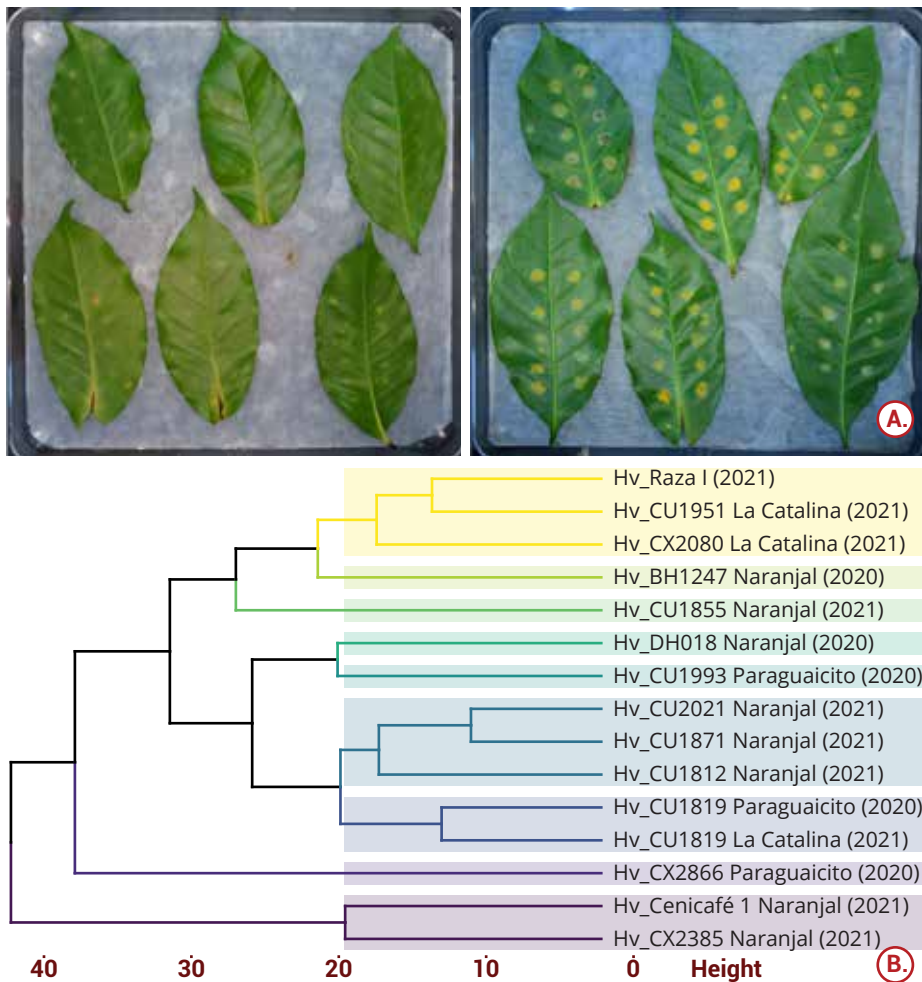 A.
Hv_Raza I (2021)
Hv_CU1951 La Catalina (2021)
Hv_CX2080 La Catalina (2021)
Hv_BH1247 Naranjal (2020)
Hv_CU1855 Naranjal (2021)
Hv_DH018 Naranjal (2020)
Hv_CU1993 Paraguaicito (2020)
Hv_CU2021 Naranjal (2021)
Hv_CU1871 Naranjal (2021)
Hv_CU1812 Naranjal (2021)
Hv_CU1819 Paraguaicito (2020)
Hv_CU1819 La Catalina (2021)
Hv_CX2866 Paraguaicito (2020)
Hv_Cenicafé 1 Naranjal (2021)
Hv_CX2385 Naranjal (2021)
40 30 20 10 0 Height B.